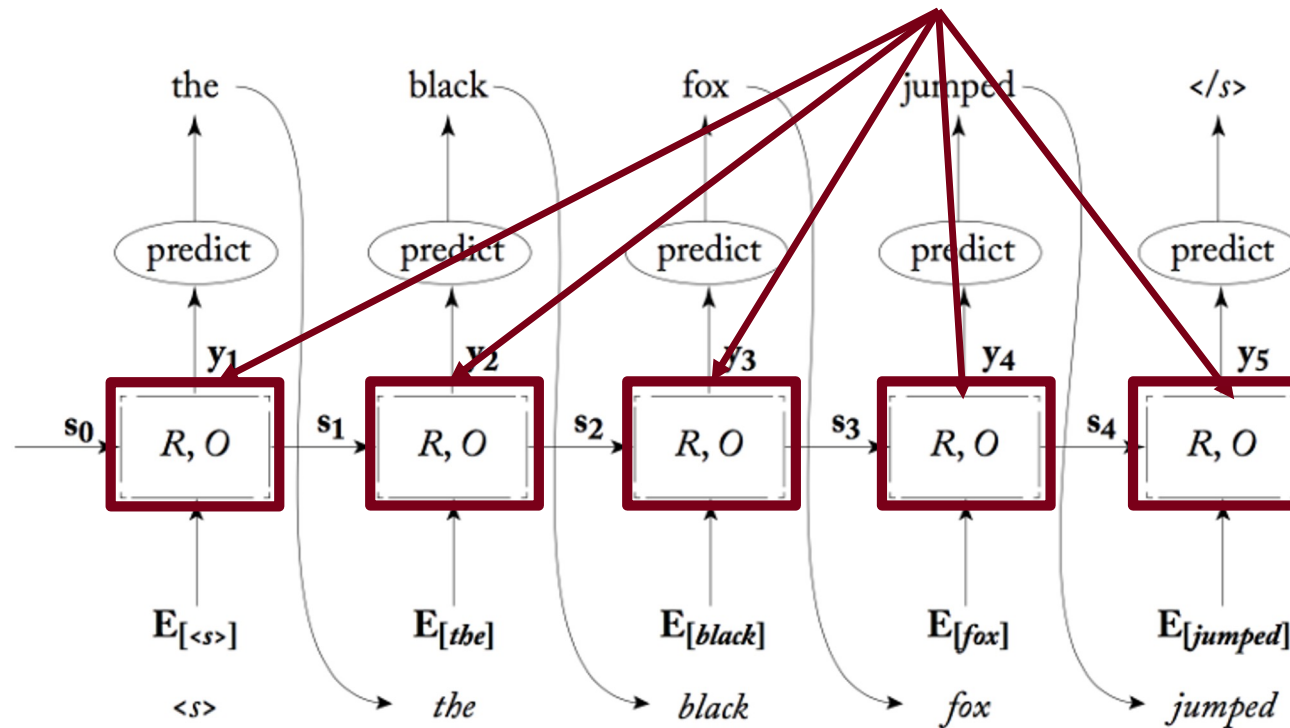 the black fox jumped </s>
predict predict predict predict predict
y1 y2 y3 y4 y5
s0 R, O s1 R, O s2 R, O s3 R, O s4 R, O
E[<s>] E[the] E[black] E[fox] E[jumped]
<s> the black fox jumped